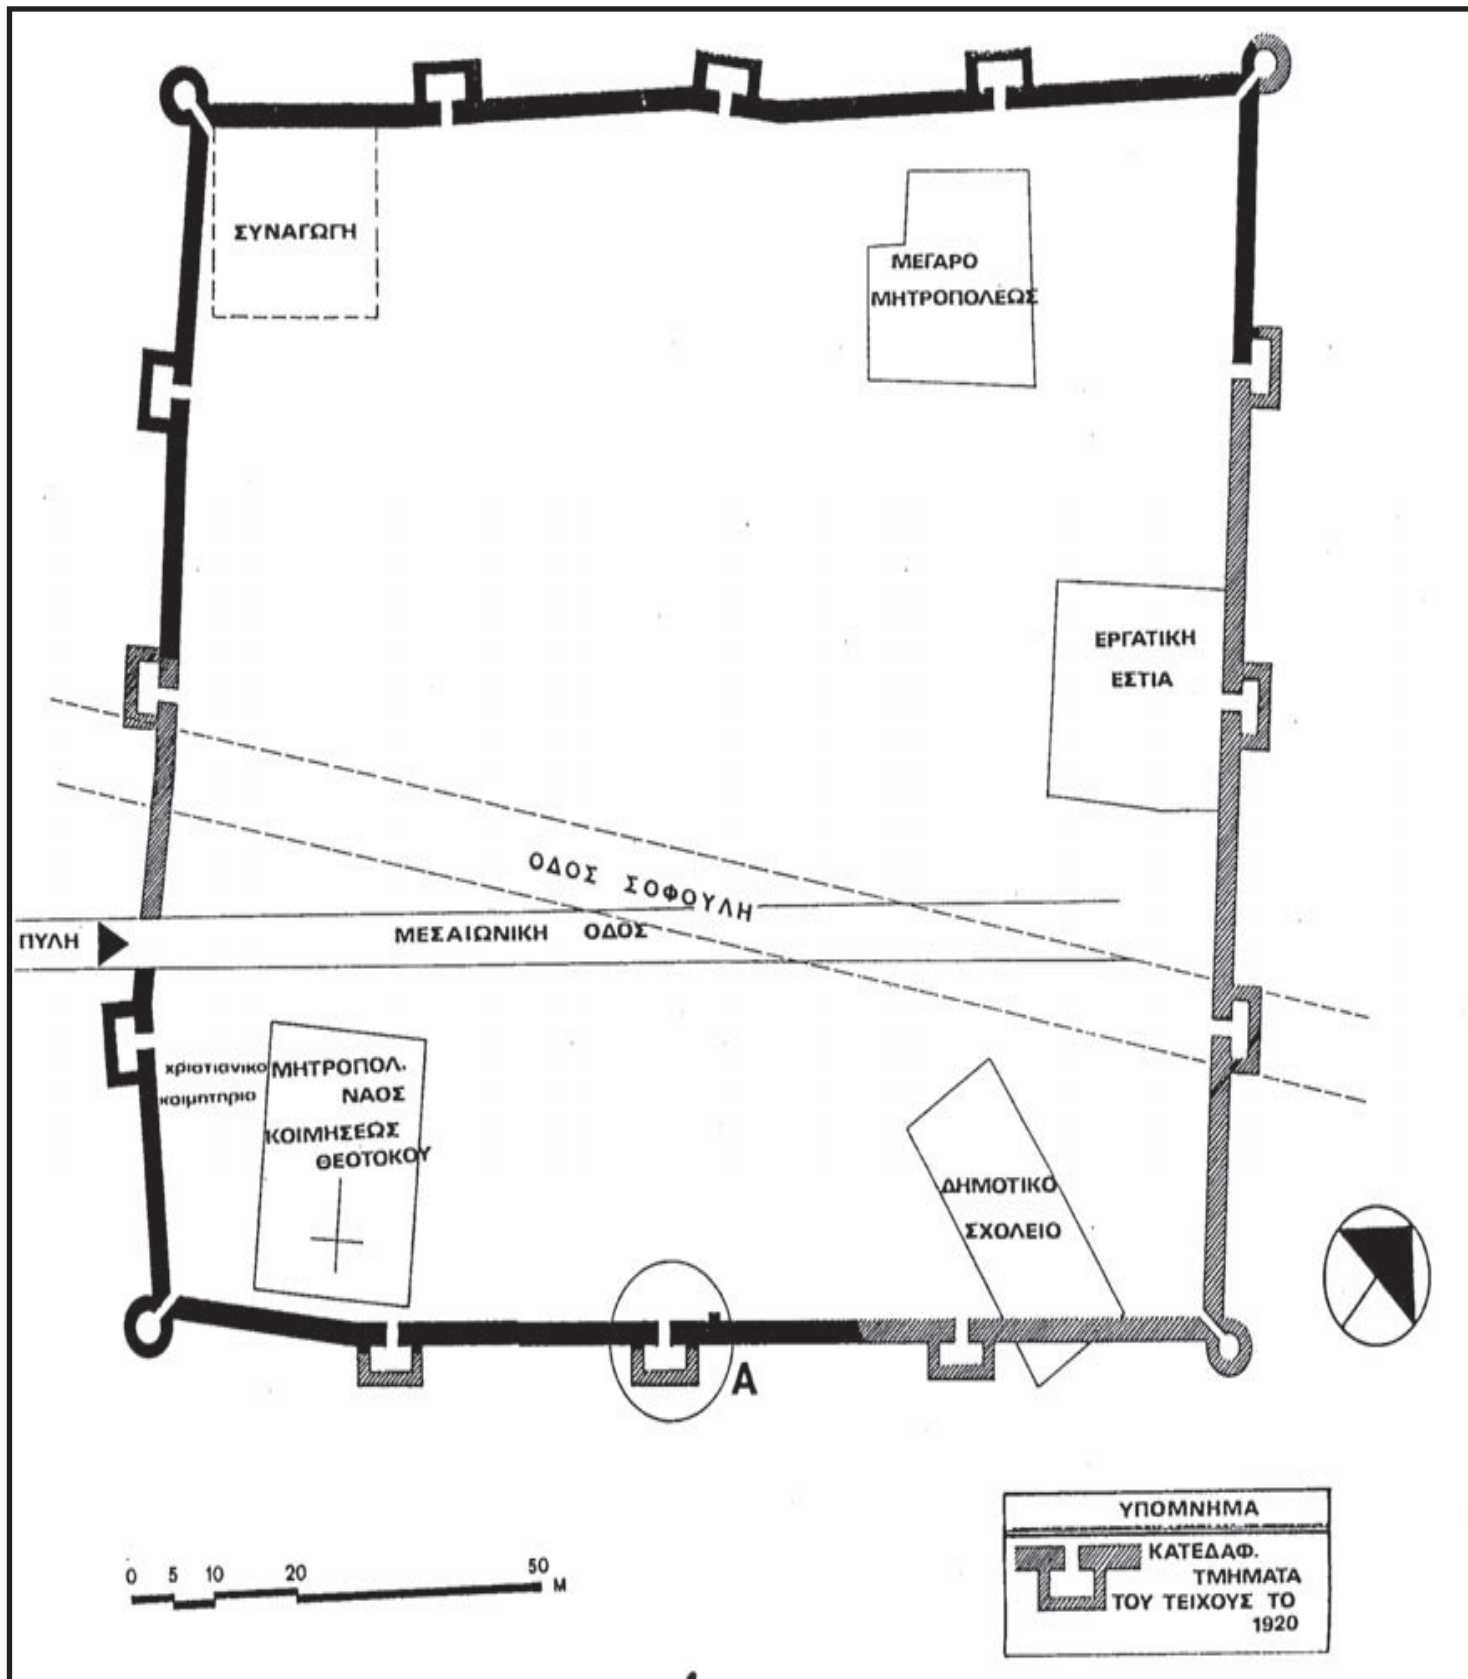 ΣΥΝΑΓΩΓΗ
ΜΕΓΑΡΟ
ΜΗΤΡΟΠΟΛΕΩΣ
ΕΡΓΑΤΙΚΗ
ΕΣΤΙΑ
ΟΔΟΣ ΣΟΦΟΥΛΗ
ΠΥΛΗ
ΜΕΣΑΙΩΝΙΚΗ ΟΔΟΣ
χριστιανικο
κοιμητηριο
ΜΗΤΡΟΠΟΛ.
ΝΑΟΣ
ΚΟΙΜΗΣΕΩΣ
ΘΕΟΤΟΚΟΥ
ΔΗΜΟΤΙΚΟ
ΣΧΟΛΕΙΟ
Α
ΥΠΟΜΝΗΜΑ
ΚΑΤΕΔΑΦ.
ΤΜΗΜΑΤΑ
ΤΟΥ ΤΕΙΧΟΥΣ ΤΟ
1920
0 5 10 20 50 Μ